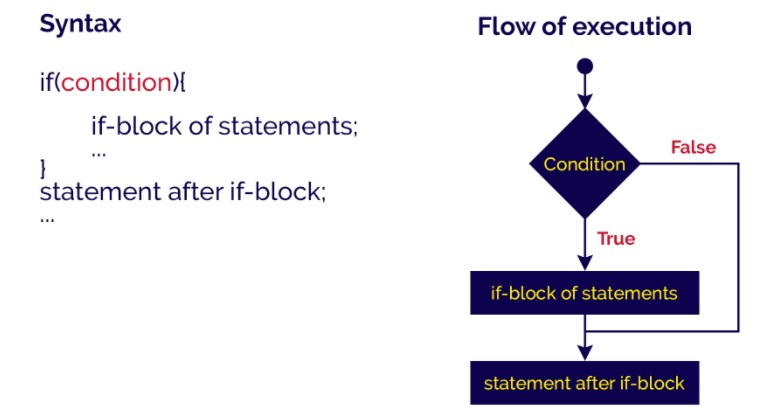 Syntax
if(condition){
if-block of statements;
...
}
statement after if-block;
...
Flow of execution
Condition
False
True
if-block of statements
statement after if-block